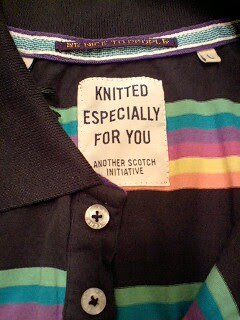 BE NICE TO PEOPLE
KNITTED
ESPECIALLY
FOR YOU
ANOTHER SCOTCH
INITIATIVE